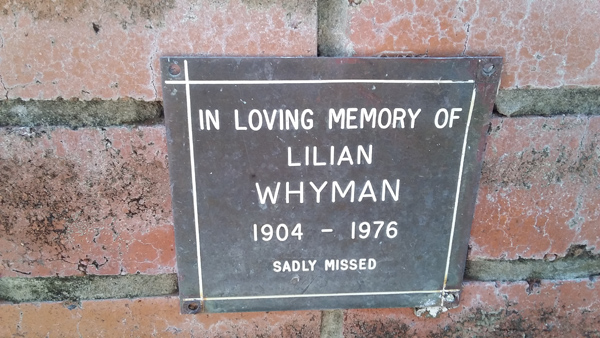 IN LOVING MEMORY OF
LILIAN
WHYMAN
1904 - 1976
SADLY MISSED